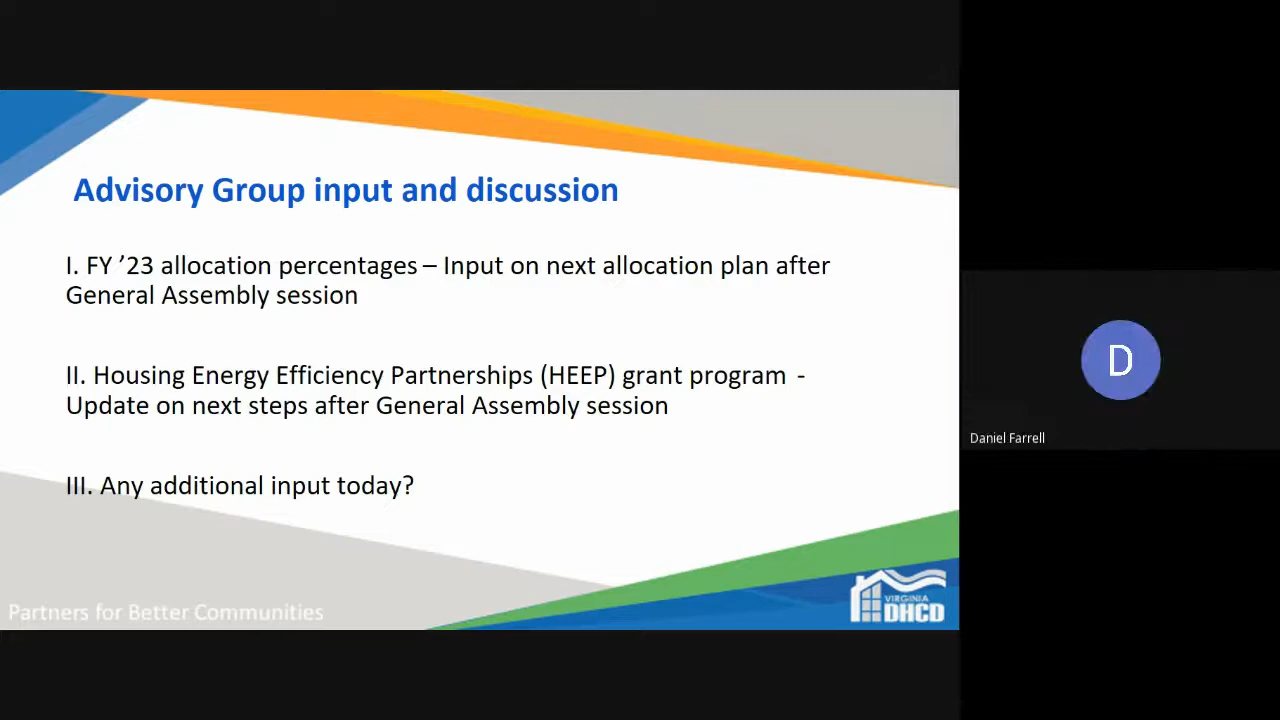 Advisory Group input and discussion
I. FY ’23 allocation percentages – Input on next allocation plan after
General Assembly session
II. Housing Energy Efficiency Partnerships (HEEP) grant program -
Update on next steps after General Assembly session
III. Any additional input today?
Partners for Better Communities
VIRGINIA
DHCD
D
Daniel Farrell